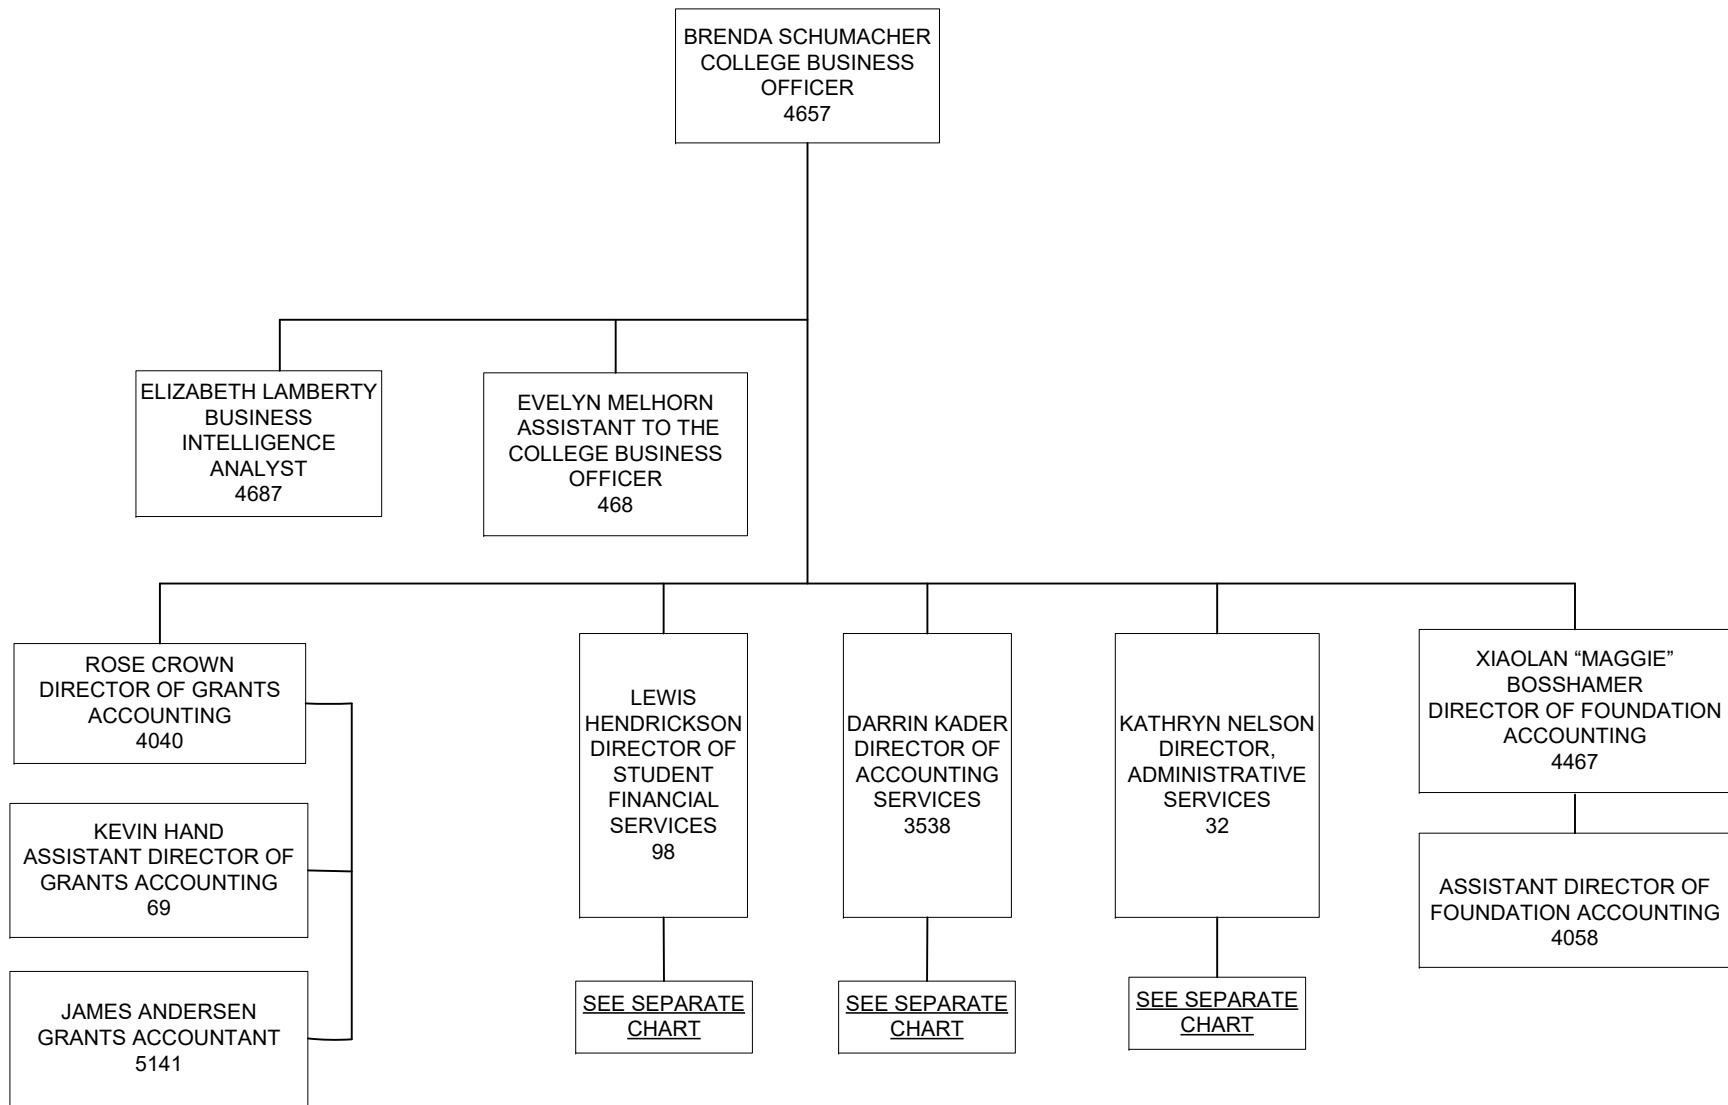 BRENDA SCHUMACHER
COLLEGE BUSINESS
OFFICER
4657
ELIZABETH LAMBERTY
BUSINESS
INTELLIGENCE
ANALYST
4687
EVELYN MELHORN
ASSISTANT TO THE
COLLEGE BUSINESS
OFFICER
468
ROSE CROWN
DIRECTOR OF GRANTS
ACCOUNTING
4040
KEVIN HAND
ASSISTANT DIRECTOR OF
GRANTS ACCOUNTING
69
JAMES ANDERSEN
GRANTS ACCOUNTANT
5141
LEWIS
HENDRICKSON
DIRECTOR OF
STUDENT
FINANCIAL
SERVICES
98
SEE SEPARATE
CHART
DARRIN KADER
DIRECTOR OF
ACCOUNTING
SERVICES
3538
SEE SEPARATE
CHART
KATHRYN NELSON
DIRECTOR,
ADMINISTRATIVE
SERVICES
32
SEE SEPARATE
CHART
XIAOLAN “MAGGIE”
BOSSHAMER
DIRECTOR OF FOUNDATION
ACCOUNTING
4467
ASSISTANT DIRECTOR OF
FOUNDATION ACCOUNTING
4058